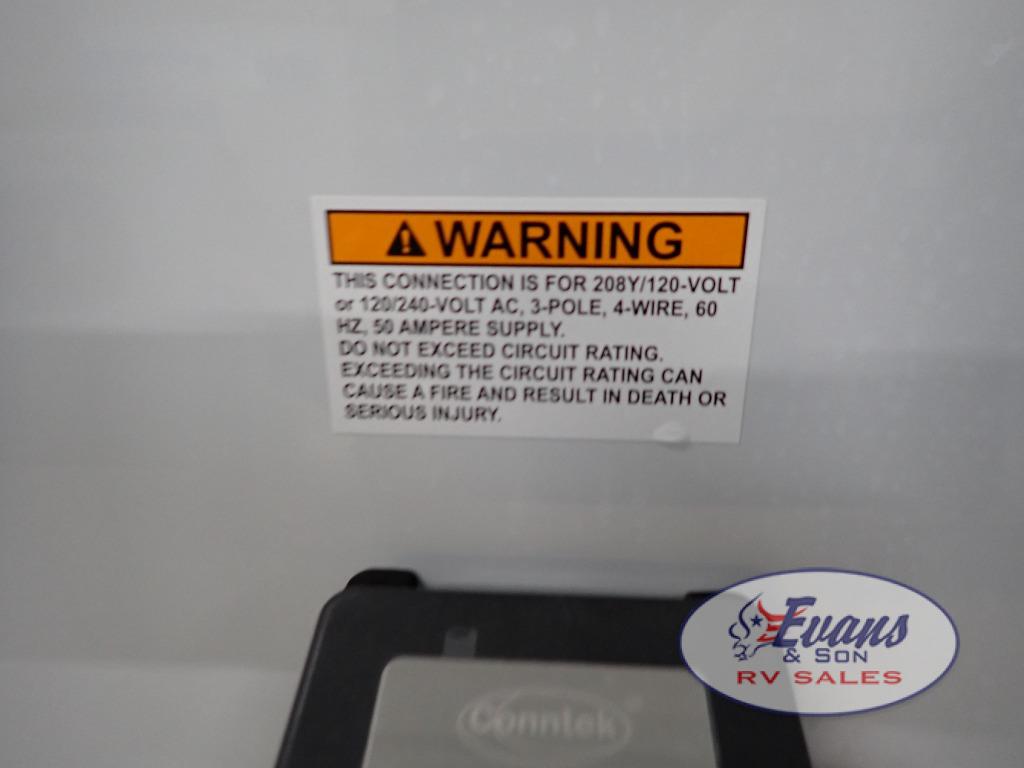 WARNING
THIS CONNECTION IS FOR 208Y/120-VOLT
or 120/240-VOLT AC, 3-POLE, 4-WIRE, 60
HZ, 50 AMPERE SUPPLY.
DO NOT EXCEED CIRCUIT RATING.
EXCEEDING THE CIRCUIT RATING CAN
CAUSE A FIRE AND RESULT IN DEATH OR
SERIOUS INJURY.
Conntek®
Evans
& SON
RV SALES